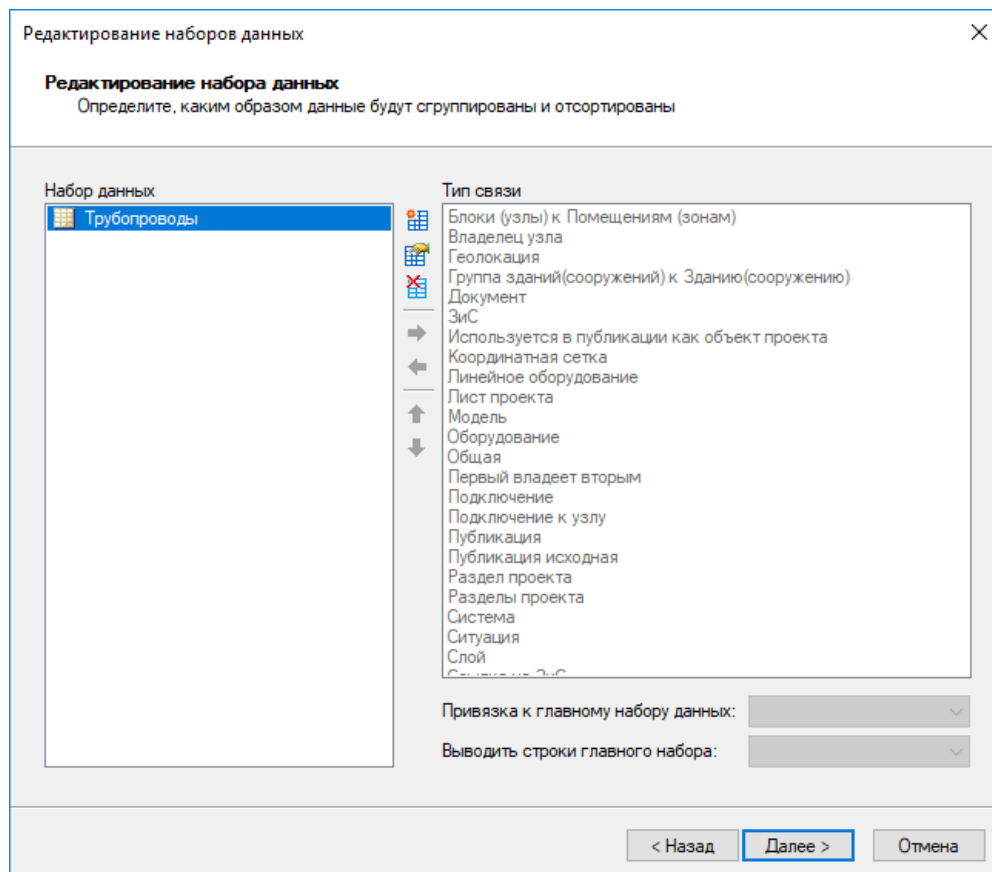 Редактирование наборов данных
Редактирование набора данных
Определите, каким образом данные будут сгруппированы и отсортированы
Набор данных
Трубопроводы
Тип связи
Блоки (узлы) к Помещениям (зонам)
Владелец узла
Геолокация
Группа зданий(сооружений) к Зданию(сооружению)
Документ
ЗиС
Используется в публикации как объект проекта
Координатная сетка
Линейное оборудование
Лист проекта
Модель
Оборудование
Общая
Первый владеет вторым
Подключение
Подключение к узлу
Публикация
Публикация исходная
Раздел проекта
Разделы проекта
Система
Ситуация
Слой
Привязка к главному набору данных:
Выводить строки главного набора:
< Назад
Далее >
Отмена